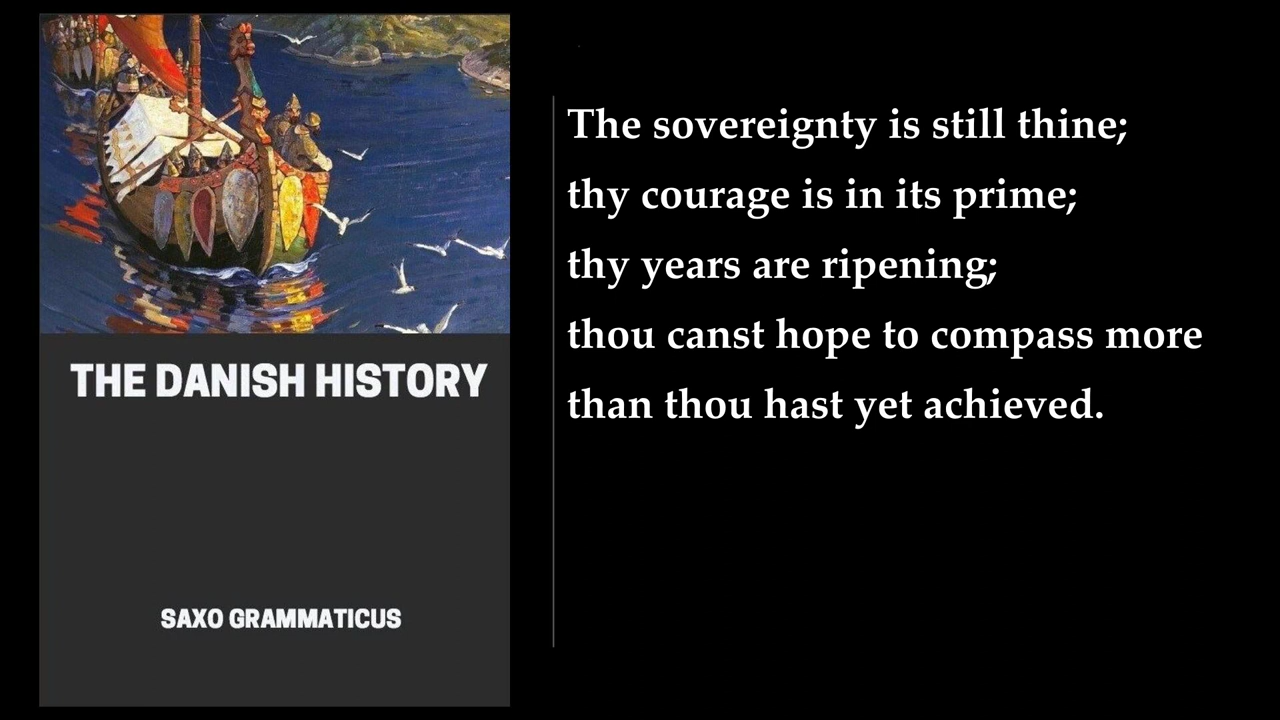 THE DANISH HISTORY
SAXO GRAMMATICUS
The sovereignty is still thine;
thy courage is in its prime;
thy years are ripening;
thou canst hope to compass more
than thou hast yet achieved.